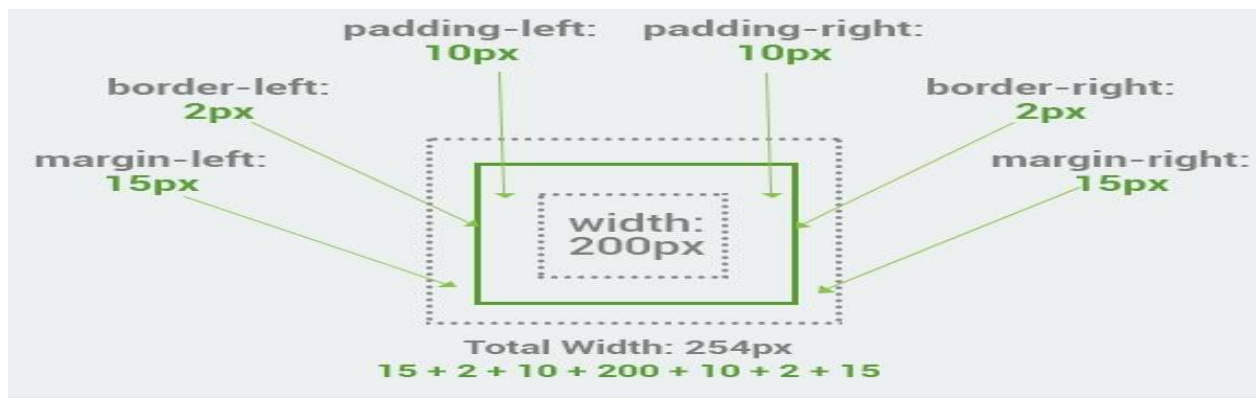 padding-left:
10px
padding-right:
10px
border-left:
2px
border-right:
2px
margin-left:
15px
margin-right:
15px
width:
200px
Total Width: 254px
15 + 2 + 10 + 200 + 10 + 2 + 15